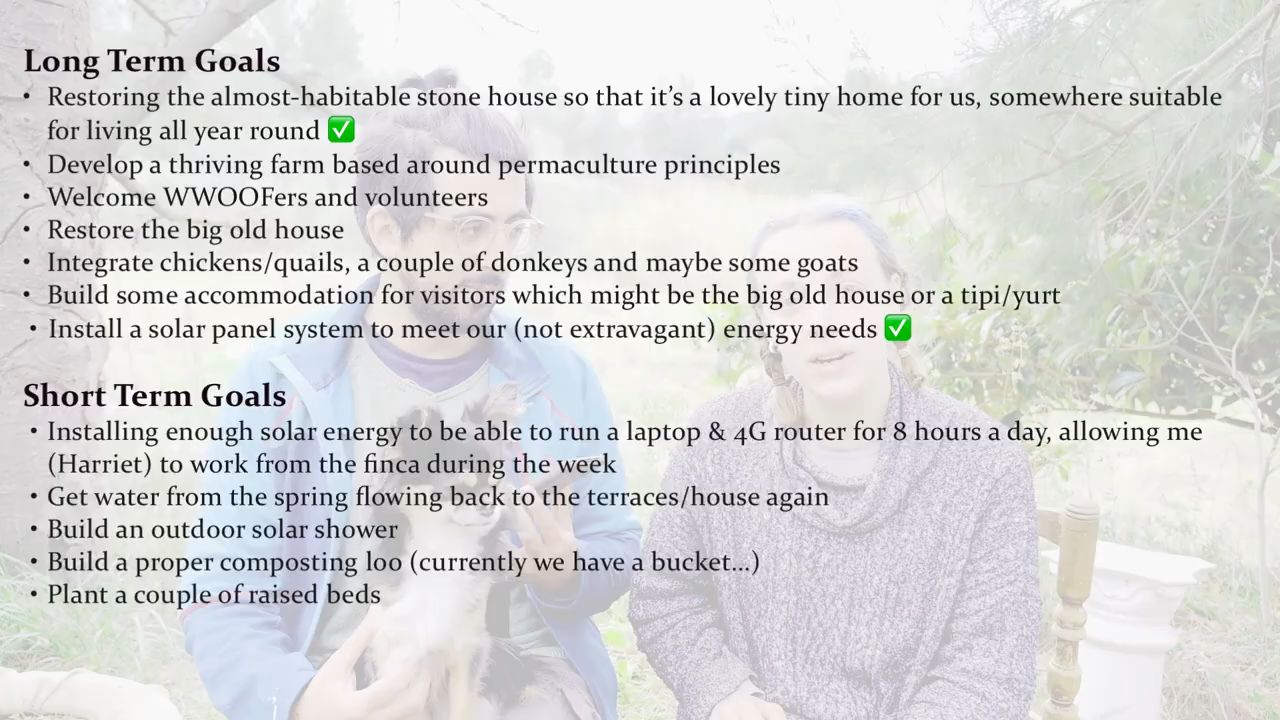 Long Term Goals
• Restoring the almost-habitable stone house so that it’s a lovely tiny home for us, somewhere suitable
for living all year round ✅
• Develop a thriving farm based around permaculture principles
• Welcome WWOOFers and volunteers
• Restore the big old house
• Integrate chickens/quails, a couple of donkeys and maybe some goats
• Build some accommodation for visitors which might be the big old house or a tipi/yurt
• Install a solar panel system to meet our (not extravagant) energy needs ✅
Short Term Goals
• Installing enough solar energy to be able to run a laptop & 4G router for 8 hours a day, allowing me
(Harriet) to work from the finca during the week
• Get water from the spring flowing back to the terraces/house again
• Build an outdoor solar shower
• Build a proper composting loo (currently we have a bucket...)
• Plant a couple of raised beds